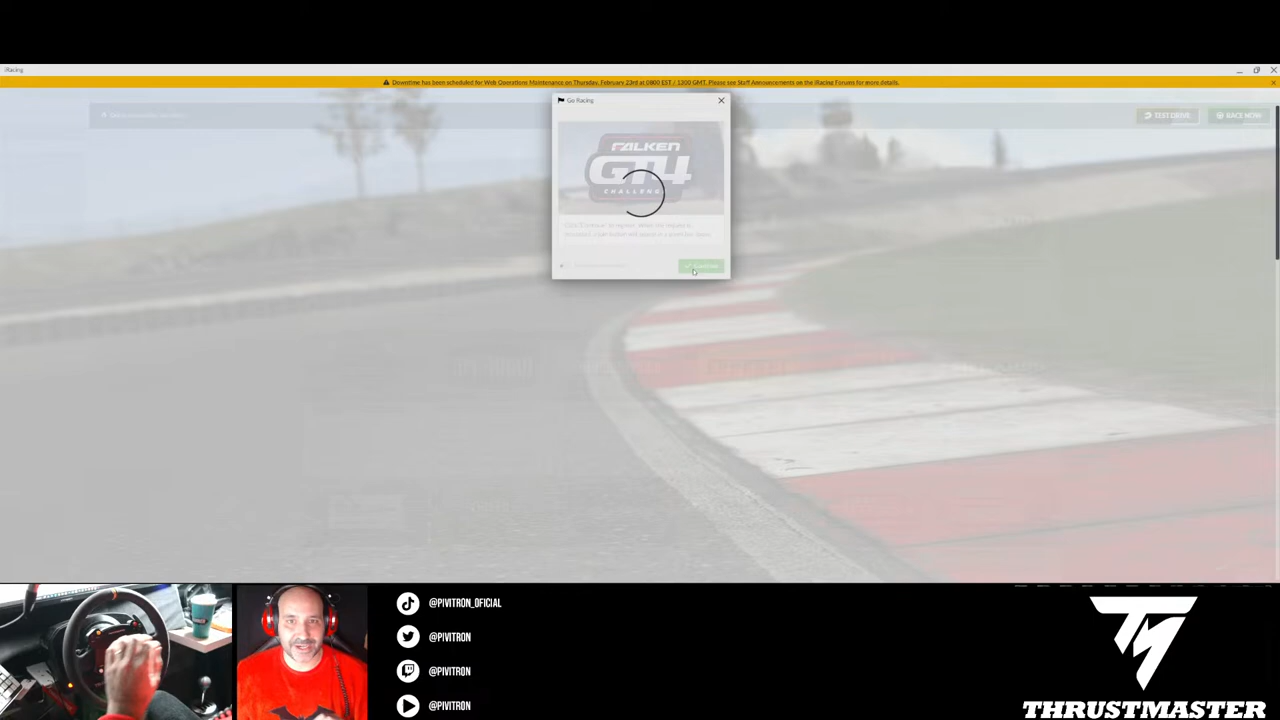 iRacing
Downtime has been scheduled for Web Operations Maintenance on Thursday, February 23rd at 0800 EST / 1300 GMT. Please see Staff Announcements on the iRacing Forums for more details.
Go Racing
TEST DRIVE
RACE NOW
FALKEN
GT4
CHALLENGE
Continue
@PIVITRON_OFICIAL
@PIVITRON
@PIVITRON
@PIVITRON
THRUSTMASTER